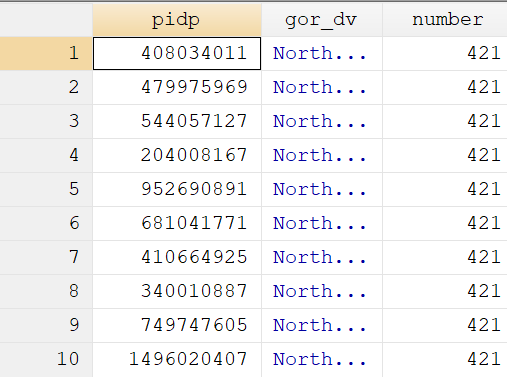 pidp gor_dv number
1 408034011 North... 421
2 479975969 North... 421
3 544057127 North... 421
4 204008167 North... 421
5 952690891 North... 421
6 681041771 North... 421
7 410664925 North... 421
8 340010887 North... 421
9 749747605 North... 421
10 1496020407 North... 421